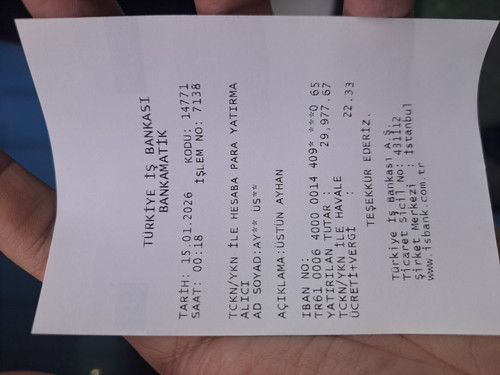 TÜRKİYE İŞ BANKASI
BANKAMATİK
TARİH: 15.01.2026 KODU: 14771
SAAT: 00:18 İŞLEM NO: 7138
TCKN/YKN İLE HESABA PARA YATIRMA
ALICI
AD SOYAD:AY** US**
AÇIKLAMA:ÜSTÜN AYHAN
IBAN NO:
TR61 0006 4000 0014 409* ***0 65
YATIRILAN TUTAR : 29,977.67
TCKN/YKN İLE HAVALE
ÜCRETİ+VERGİ : 22.33
TEŞEKKÜR EDERİZ.
Türkiye İş Bankası A.Ş.
Ticaret Sicil No: 431112
Şirket Merkezi : İstanbul
www.isbank.com.tr